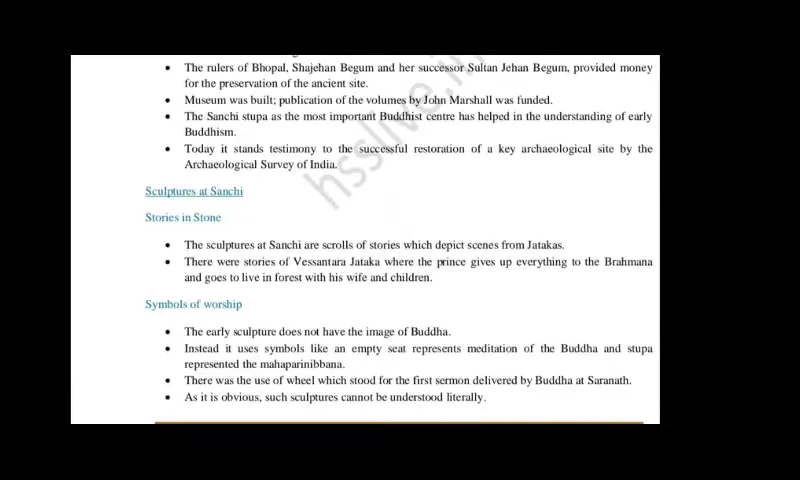 • The rulers of Bhopal, Shajehan Begum and her successor Sultan Jehan Begum, provided money
for the preservation of the ancient site.
• Museum was built; publication of the volumes by John Marshall was funded.
• The Sanchi stupa as the most important Buddhist centre has helped in the understanding of early
Buddhism.
• Today it stands testimony to the successful restoration of a key archaeological site by the
Archaeological Survey of India.
Sculptures at Sanchi
Stories in Stone
• The sculptures at Sanchi are scrolls of stories which depict scenes from Jatakas.
• There were stories of Vessantara Jataka where the prince gives up everything to the Brahmana
and goes to live in forest with his wife and children.
Symbols of worship
• The early sculpture does not have the image of Buddha.
• Instead it uses symbols like an empty seat represents meditation of the Buddha and stupa
represented the mahaparinibbana.
• There was the use of wheel which stood for the first sermon delivered by Buddha at Saranath.
• As it is obvious, such sculptures cannot be understood literally.